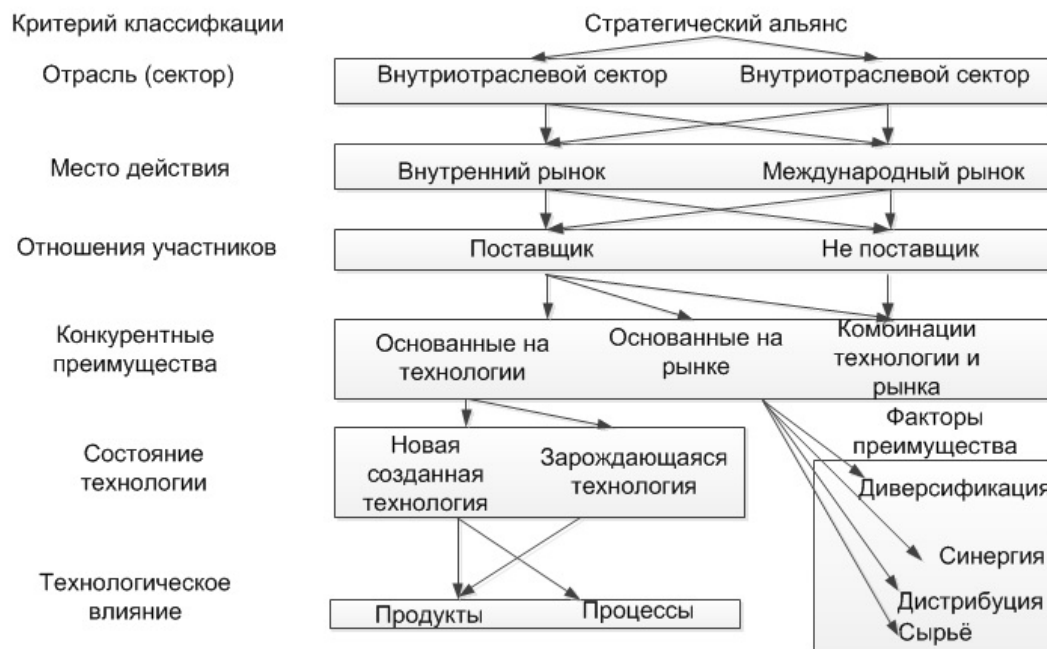 Критерий классифкации
Стратегический альянс
Отрасль (сектор)
Внутриотраслевой сектор
Внутриотраслевой сектор
Место действия
Внутренний рынок
Международный рынок
Отношения участников
Поставщик
Не поставщик
Конкурентные
преимущества
Основанные на
технологии
Основанные на
рынке
Комбинации
технологии и
рынка
Факторы
преимущества
Состояние
технологии
Новая
созданная
технология
Зарождающаяся
технология
Диверсификация
Синергия
Дистрибуция
Сырьё
Технологическое
влияние
Продукты
Процессы